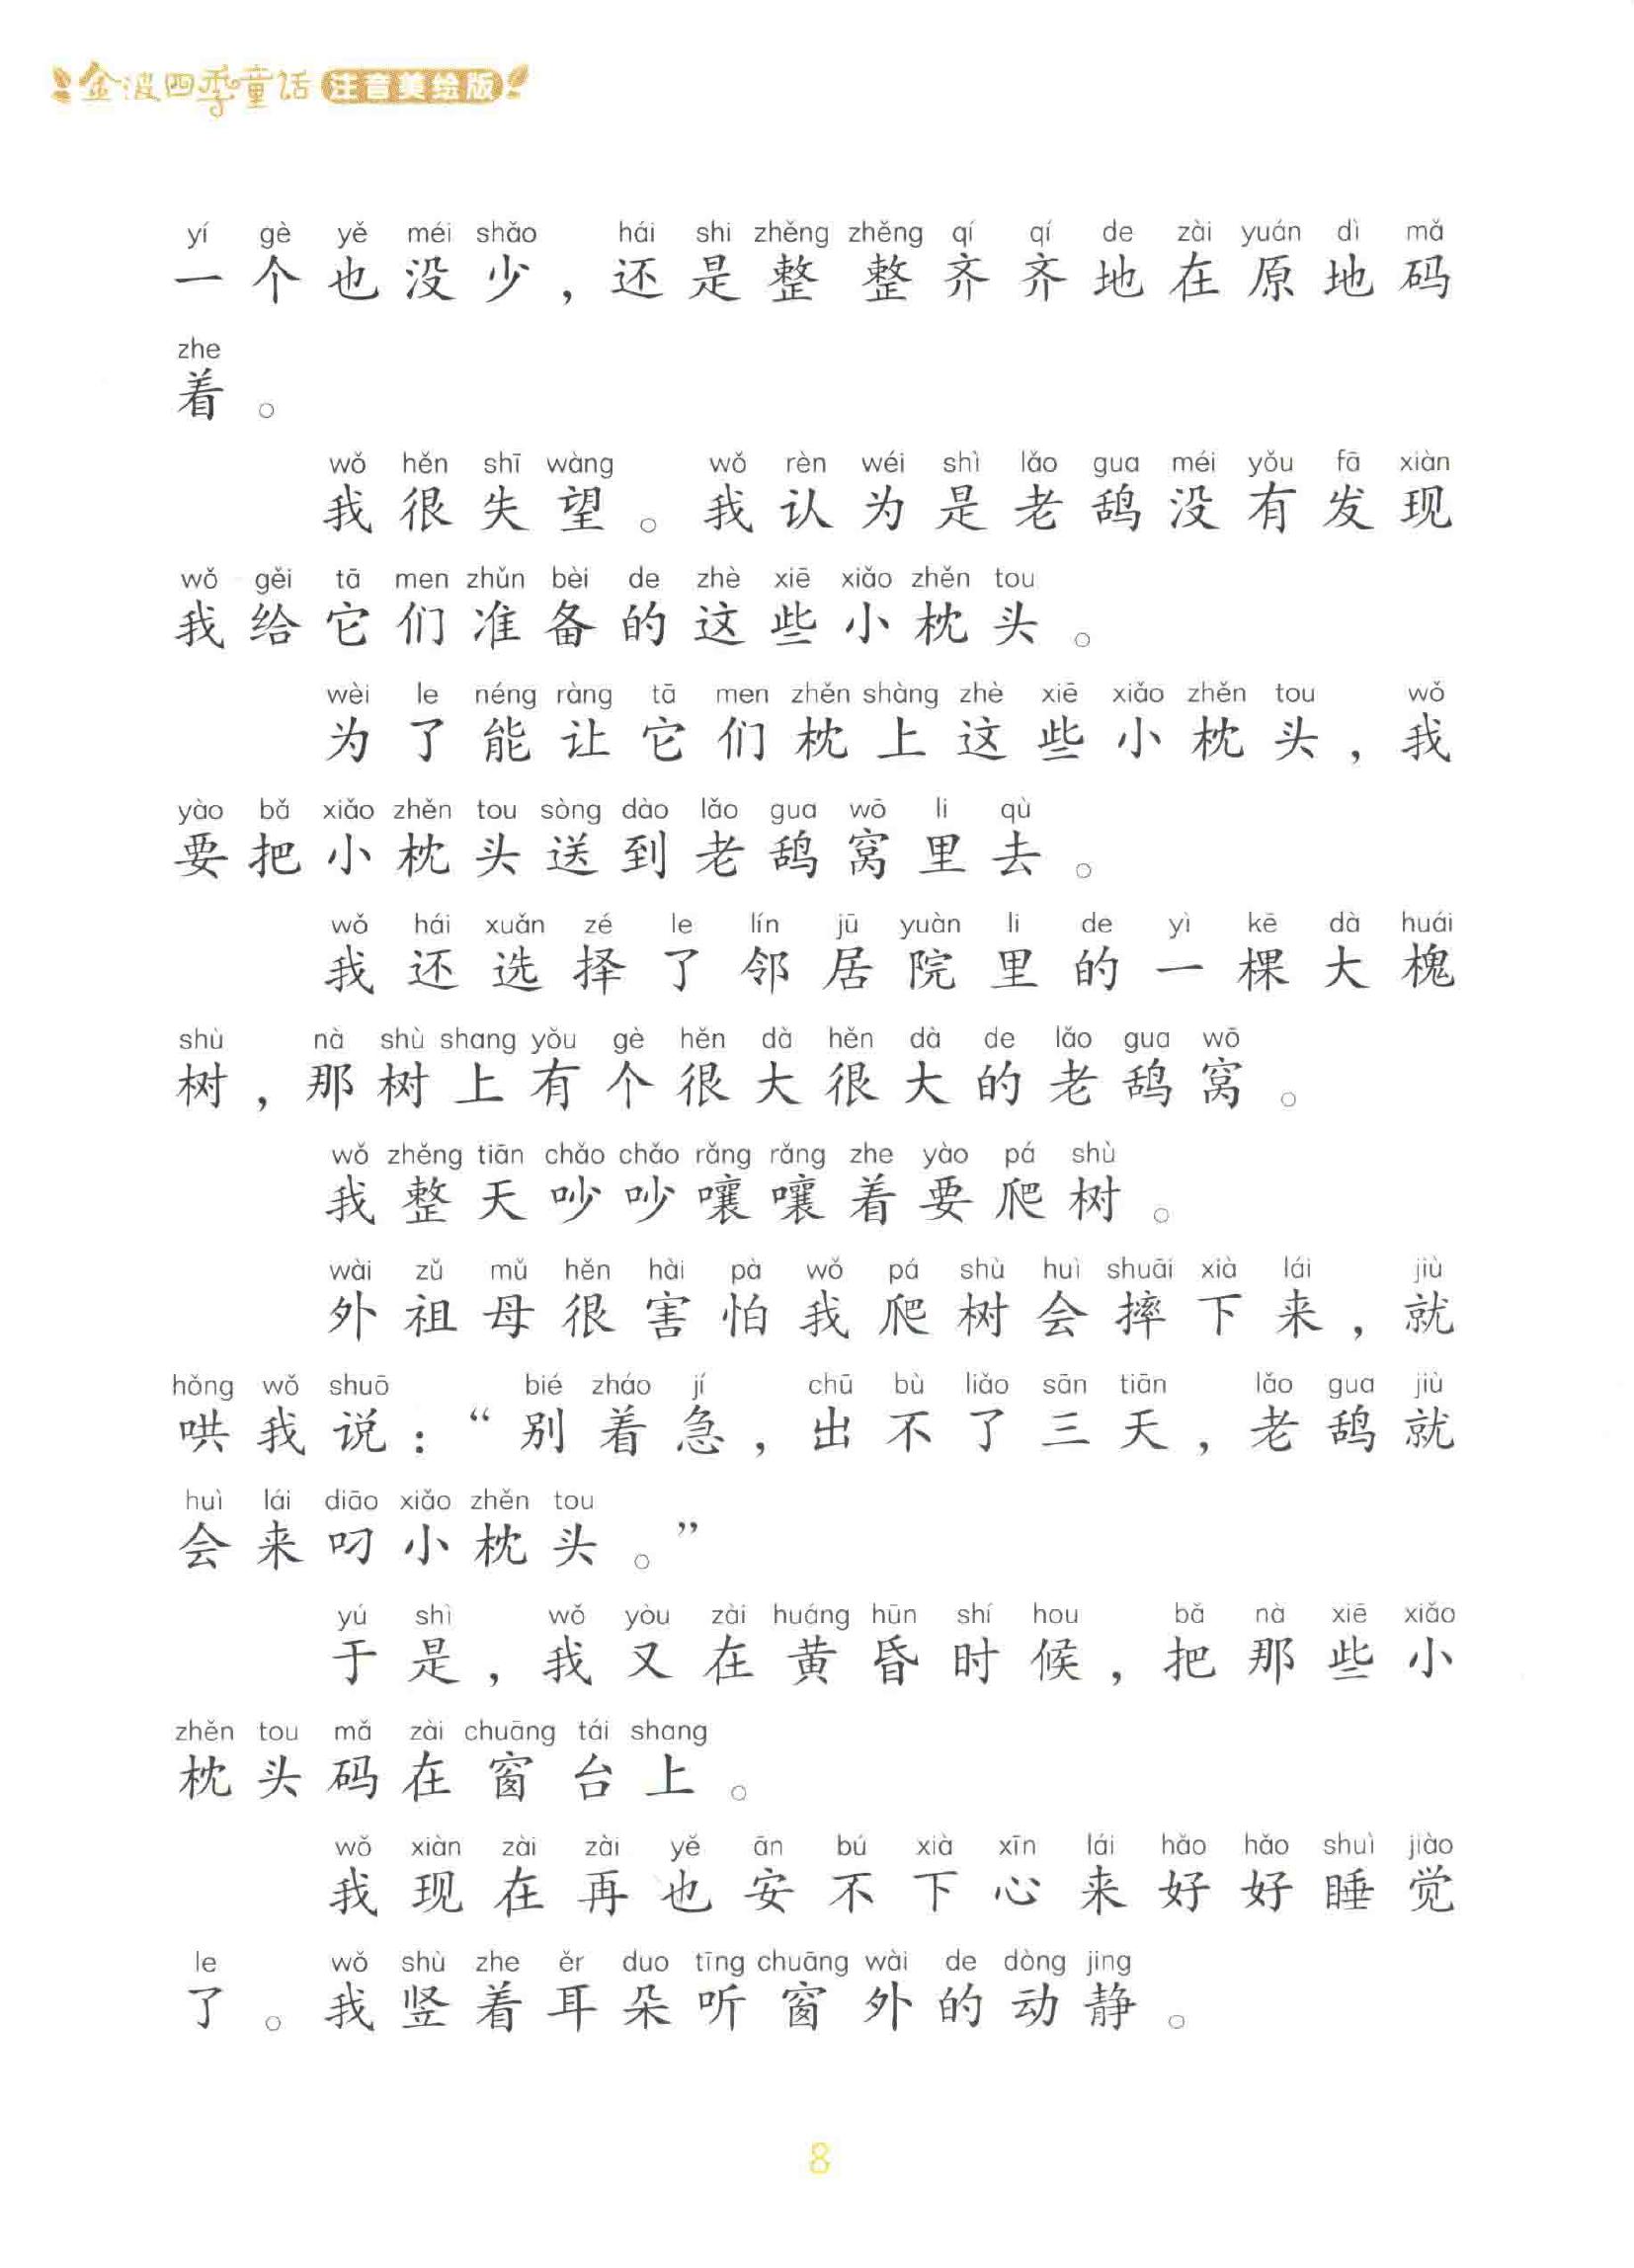 金波四季童话 注音美绘版
yí gè yě méi shǎo hái shi zhěng zhěng qí qí de zài yuán dì mǎ
一个也没少，还是整整齐齐地在原地码
zhe
着。
wǒ hěn shī wàng wǒ rèn wéi shì lǎo gua méi yǒu fā xiàn
我很失望。我认为是老鸹没有发现
wǒ gěi tā men zhǔn bèi de zhè xiē xiǎo zhěn tou
我给它们准备的这些小枕头。
wèi le néng ràng tā men zhěn shàng zhè xiē xiǎo zhěn tou wǒ
为了能让它们枕上这些小枕头，我
yào bǎ xiǎo zhěn tou sòng dào lǎo gua wō li qù
要把小枕头送到老鸹窝里去。
wǒ hái xuǎn zé le lín jū yuàn li de yì kē dà huái
我还选择了邻居院里的一棵大槐
shù nà shù shang yǒu gè hěn dà hěn dà de lǎo gua wō
树，那树上有个很大很大的老鸹窝。
wǒ zhěng tiān chǎo chǎo rǎng rǎng zhe yào pá shù
我整天吵吵嚷嚷着要爬树。
wài zǔ mǔ hěn hài pà wǒ pá shù huì shuāi xià lái jiù
外祖母很害怕我爬树会摔下来，就
hǒng wǒ shuō bié zháo jí chū bù liǎo sān tiān lǎo gua jiù
哄我说：“别着急，出不了三天，老鸹就
huì lái diāo xiǎo zhěn tou
会来叼小枕头。”
yú shì wǒ yòu zài huáng hūn shí hou bǎ nà xiē xiǎo
于是，我又在黄昏时候，把那些小
zhěn tou mǎ zài chuāng tái shang
枕头码在窗台上。
wǒ xiàn zài zài yě ān bú xià xīn lái hǎo hǎo shuì jiào
我现在再也安不下心来好好睡觉
le wǒ shù zhe ěr duo tīng chuāng wài de dòng jing
了。我竖着耳朵听窗外的动静。
8